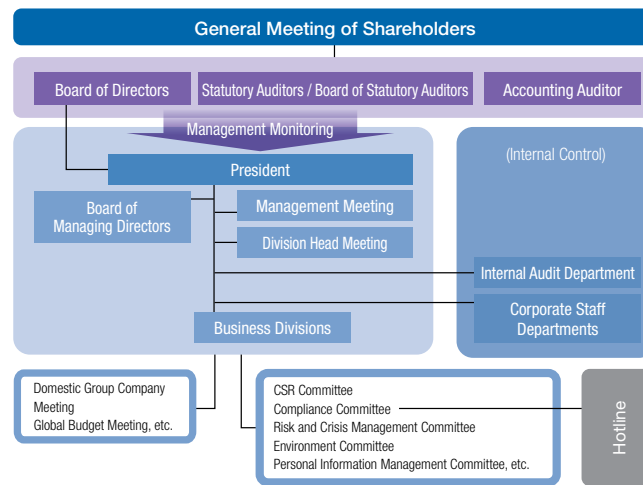 General Meeting of Shareholders
Board of Directors
Statutory Auditors / Board of Statutory Auditors
Accounting Auditor
Management Monitoring
President
(Internal Control)
Board of
Managing Directors
Management Meeting
Division Head Meeting
Internal Audit Department
Corporate Staff
Departments
Business Divisions
Domestic Group Company
Meeting
Global Budget Meeting, etc.
CSR Committee
Compliance Committee
Risk and Crisis Management Committee
Environment Committee
Personal Information Management Committee, etc.
Hotline